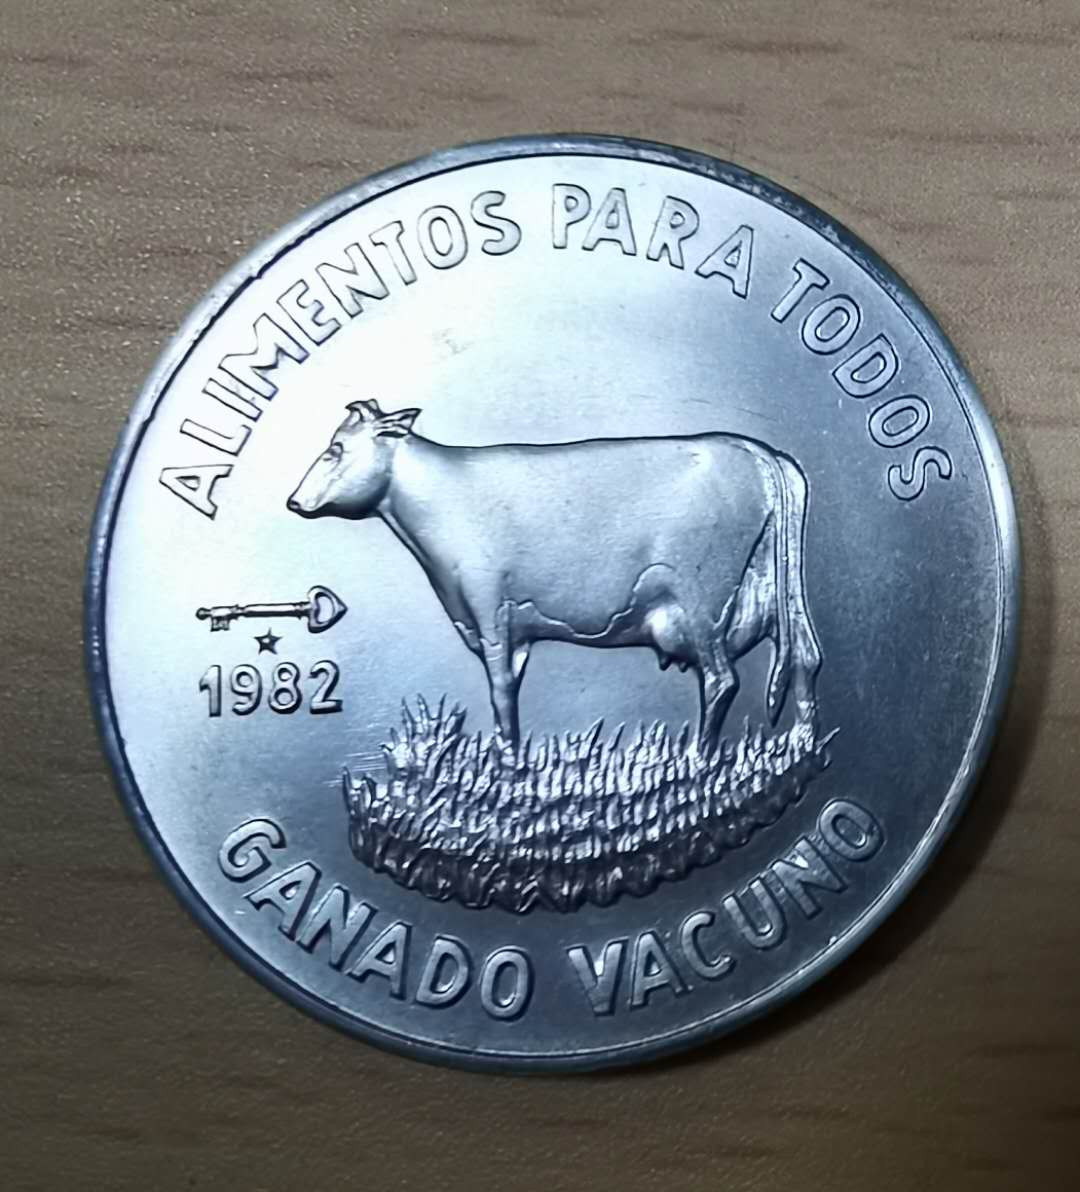 ALIMENTOS PARA TODOS
1982
GANADO VACUNO